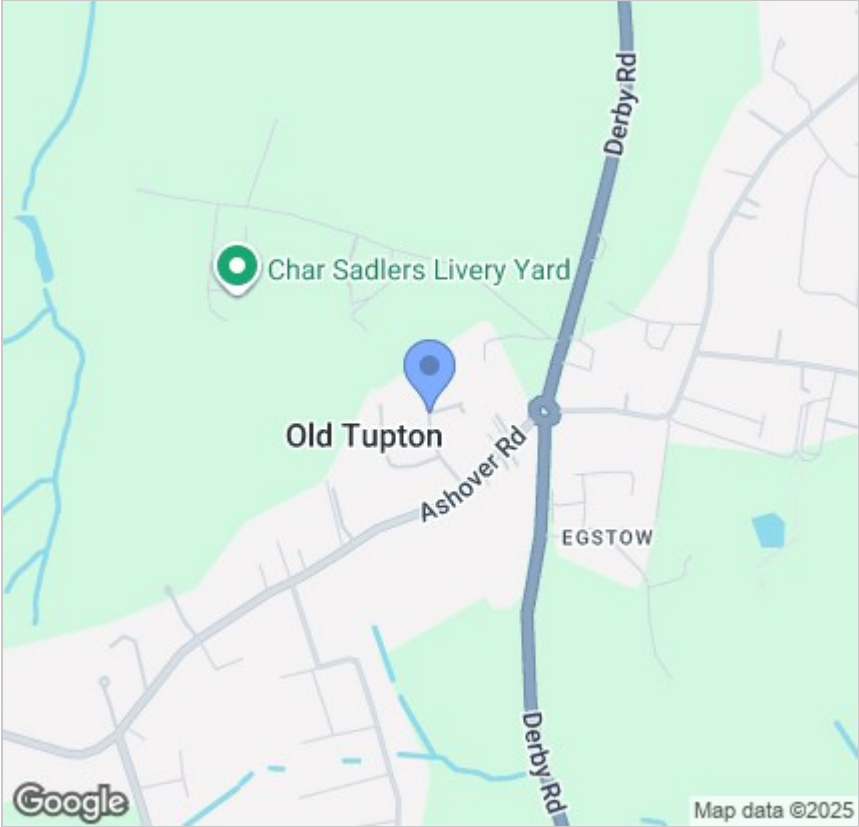 Derby Rd
Char Sadlers Livery Yard
Old Tupton
Ashover Rd
EGSTOW
Derby Rd
Google
Map data ©2025